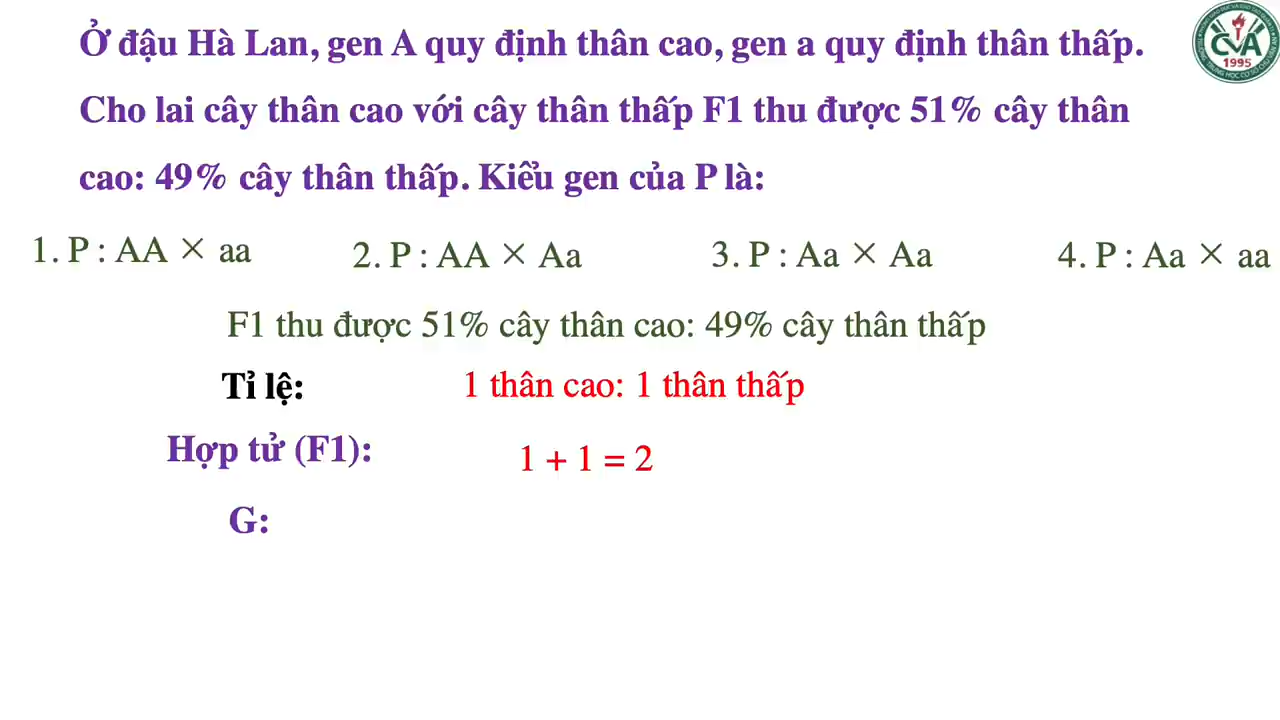 Ở đậu Hà Lan, gen A quy định thân cao, gen a quy định thân thấp.
Cho lai cây thân cao với cây thân thấp F1 thu được 51% cây thân
cao: 49% cây thân thấp. Kiểu gen của P là:
1. P : AA × aa
2. P : AA × Aa
3. P : Aa × Aa
4. P : Aa × aa
F1 thu được 51% cây thân cao: 49% cây thân thấp
Tỉ lệ: 1 thân cao: 1 thân thấp
Hợp tử (F1): 1 + 1 = 2
G:
CVA
1995